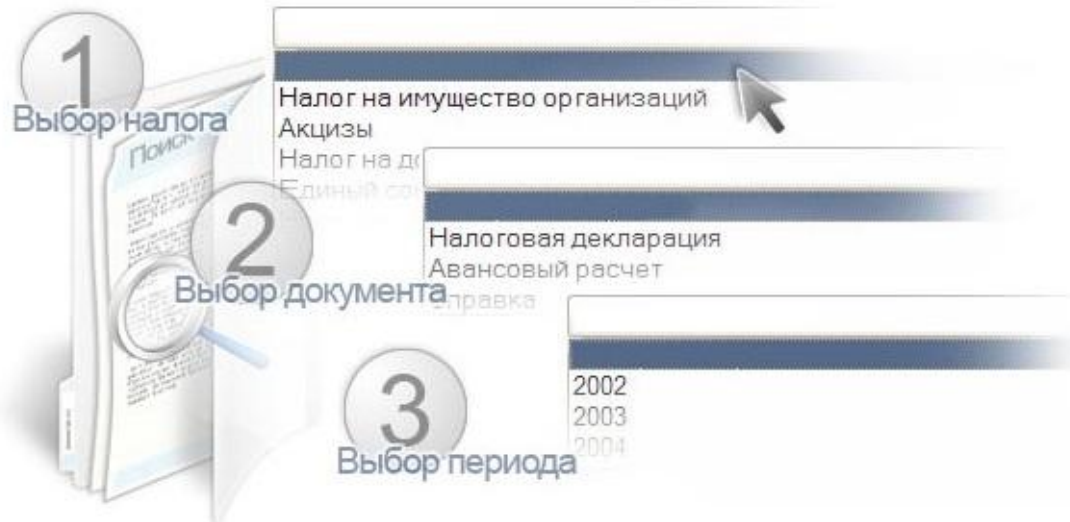 1
Выбор налога
Поиск
Налог на имущество организаций
Акцизы
Налог на
Единый
2
Выбор документа
Налоговая декларация
Авансовый расчет
Справка
3
Выбор периода
2002
2003
2004